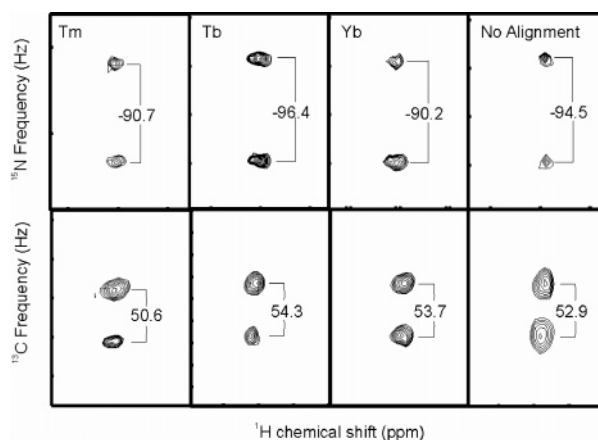 Tm
Tb
Yb
No Alignment
¹⁵N Frequency (Hz)
-90.7
-96.4
-90.2
-94.5
¹³C Frequency (Hz)
50.6
54.3
53.7
52.9
¹H chemical shift (ppm)